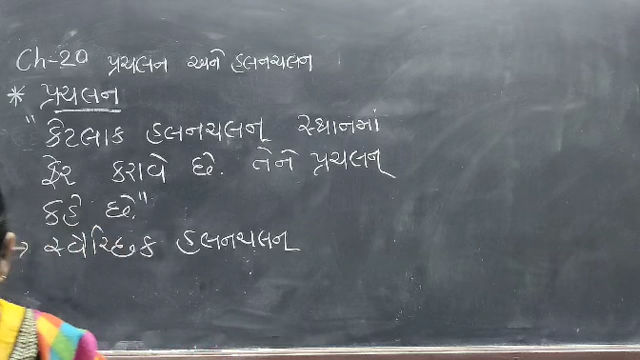 Ch-20 પ્રચલન અને હલનચલન
* પ્રચલન
"કેટલાક હલનચલન્ સ્થાનમાં
ફેર કરાવે છે. તેને પ્રચલન્
કહે છે."
→ સ્વૈચ્છિક હલનચલન્